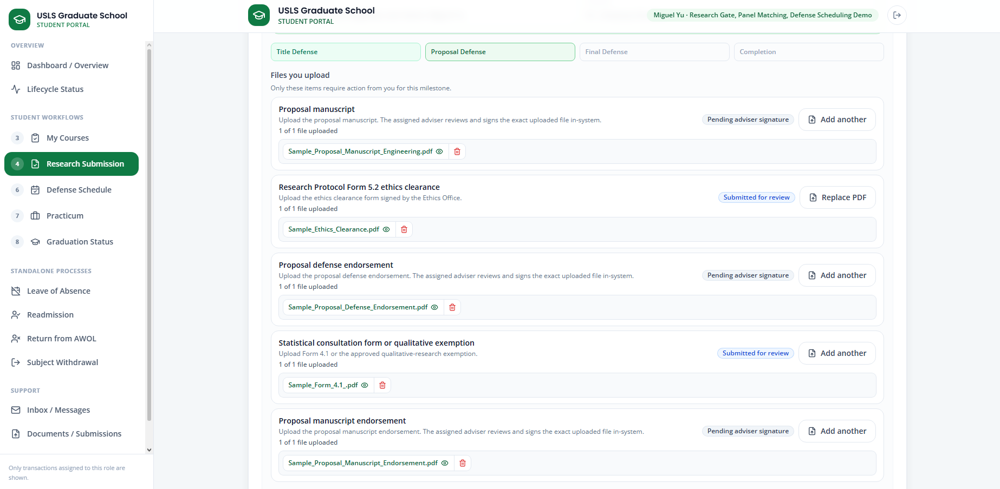 USLS Graduate School
STUDENT PORTAL
OVERVIEW
Dashboard / Overview
Lifecycle Status
STUDENT WORKFLOWS
3 My Courses
4 Research Submission
6 Defense Schedule
7 Practicum
8 Graduation Status
STANDALONE PROCESSES
Leave of Absence
Readmission
Return from AWOL
Subject Withdrawal
SUPPORT
Inbox / Messages
Documents / Submissions
Only transactions assigned to this role are
shown.
USLS Graduate School
STUDENT PORTAL
Miguel Yu · Research Gate, Panel Matching, Defense Scheduling Demo
Title Defense
Proposal Defense
Final Defense
Completion
Files you upload
Only these items require action from you for this milestone.
Proposal manuscript
Upload the proposal manuscript. The assigned adviser reviews and signs the exact uploaded file in-system.
1 of 1 file uploaded
Pending adviser signature
Add another
Sample_Proposal_Manuscript_Engineering.pdf
Research Protocol Form 5.2 ethics clearance
Upload the ethics clearance form signed by the Ethics Office.
1 of 1 file uploaded
Submitted for review
Replace PDF
Sample_Ethics_Clearance.pdf
Proposal defense endorsement
Upload the proposal defense endorsement. The assigned adviser reviews and signs the exact uploaded file in-system.
1 of 1 file uploaded
Pending adviser signature
Add another
Sample_Proposal_Defense_Endorsement.pdf
Statistical consultation form or qualitative exemption
Upload Form 4.1 or the approved qualitative-research exemption.
1 of 1 file uploaded
Submitted for review
Add another
Sample_Form_4.1_.pdf
Proposal manuscript endorsement
Upload the proposal manuscript endorsement. The assigned adviser reviews and signs the exact uploaded file in-system.
1 of 1 file uploaded
Pending adviser signature
Add another
Sample_Proposal_Manuscript_Endorsement.pdf